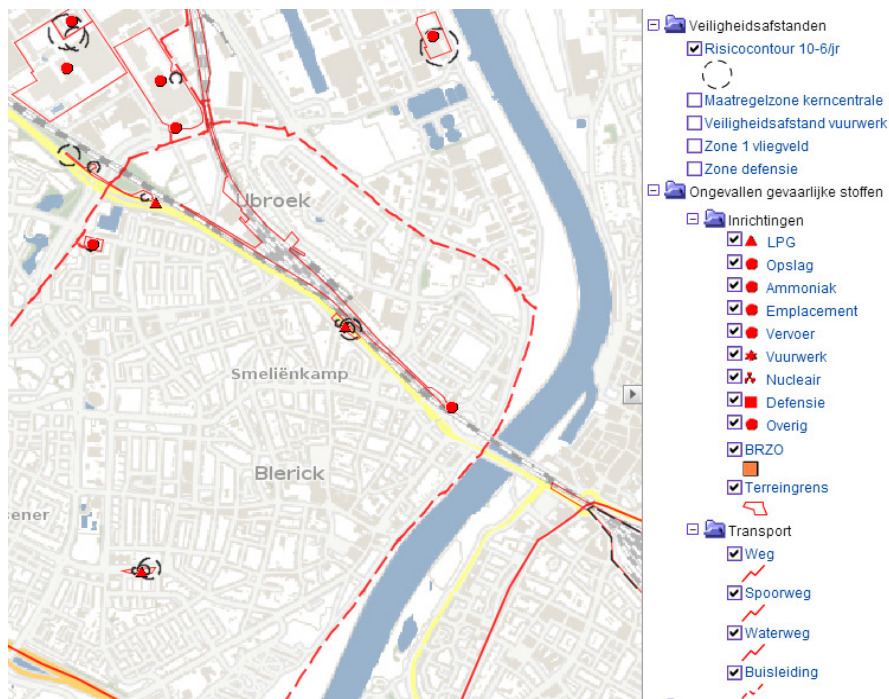 Ubroek
Smeliënkamp
Blerick
sener
Veiligheidsafstanden
Risicocontour 10-6/jr
Maatregelzone kerncentrale
Veiligheidsafstand vuurwerk
Zone 1 vliegveld
Zone defensie
Ongevallen gevaarlijke stoffen
Inrichtingen
LPG
Opslag
Ammoniak
Emplacement
Vervoer
Vuurwerk
Nucleair
Defensie
Overig
BRZO
Terreingrens
Transport
Weg
Spoorweg
Waterweg
Buisleiding